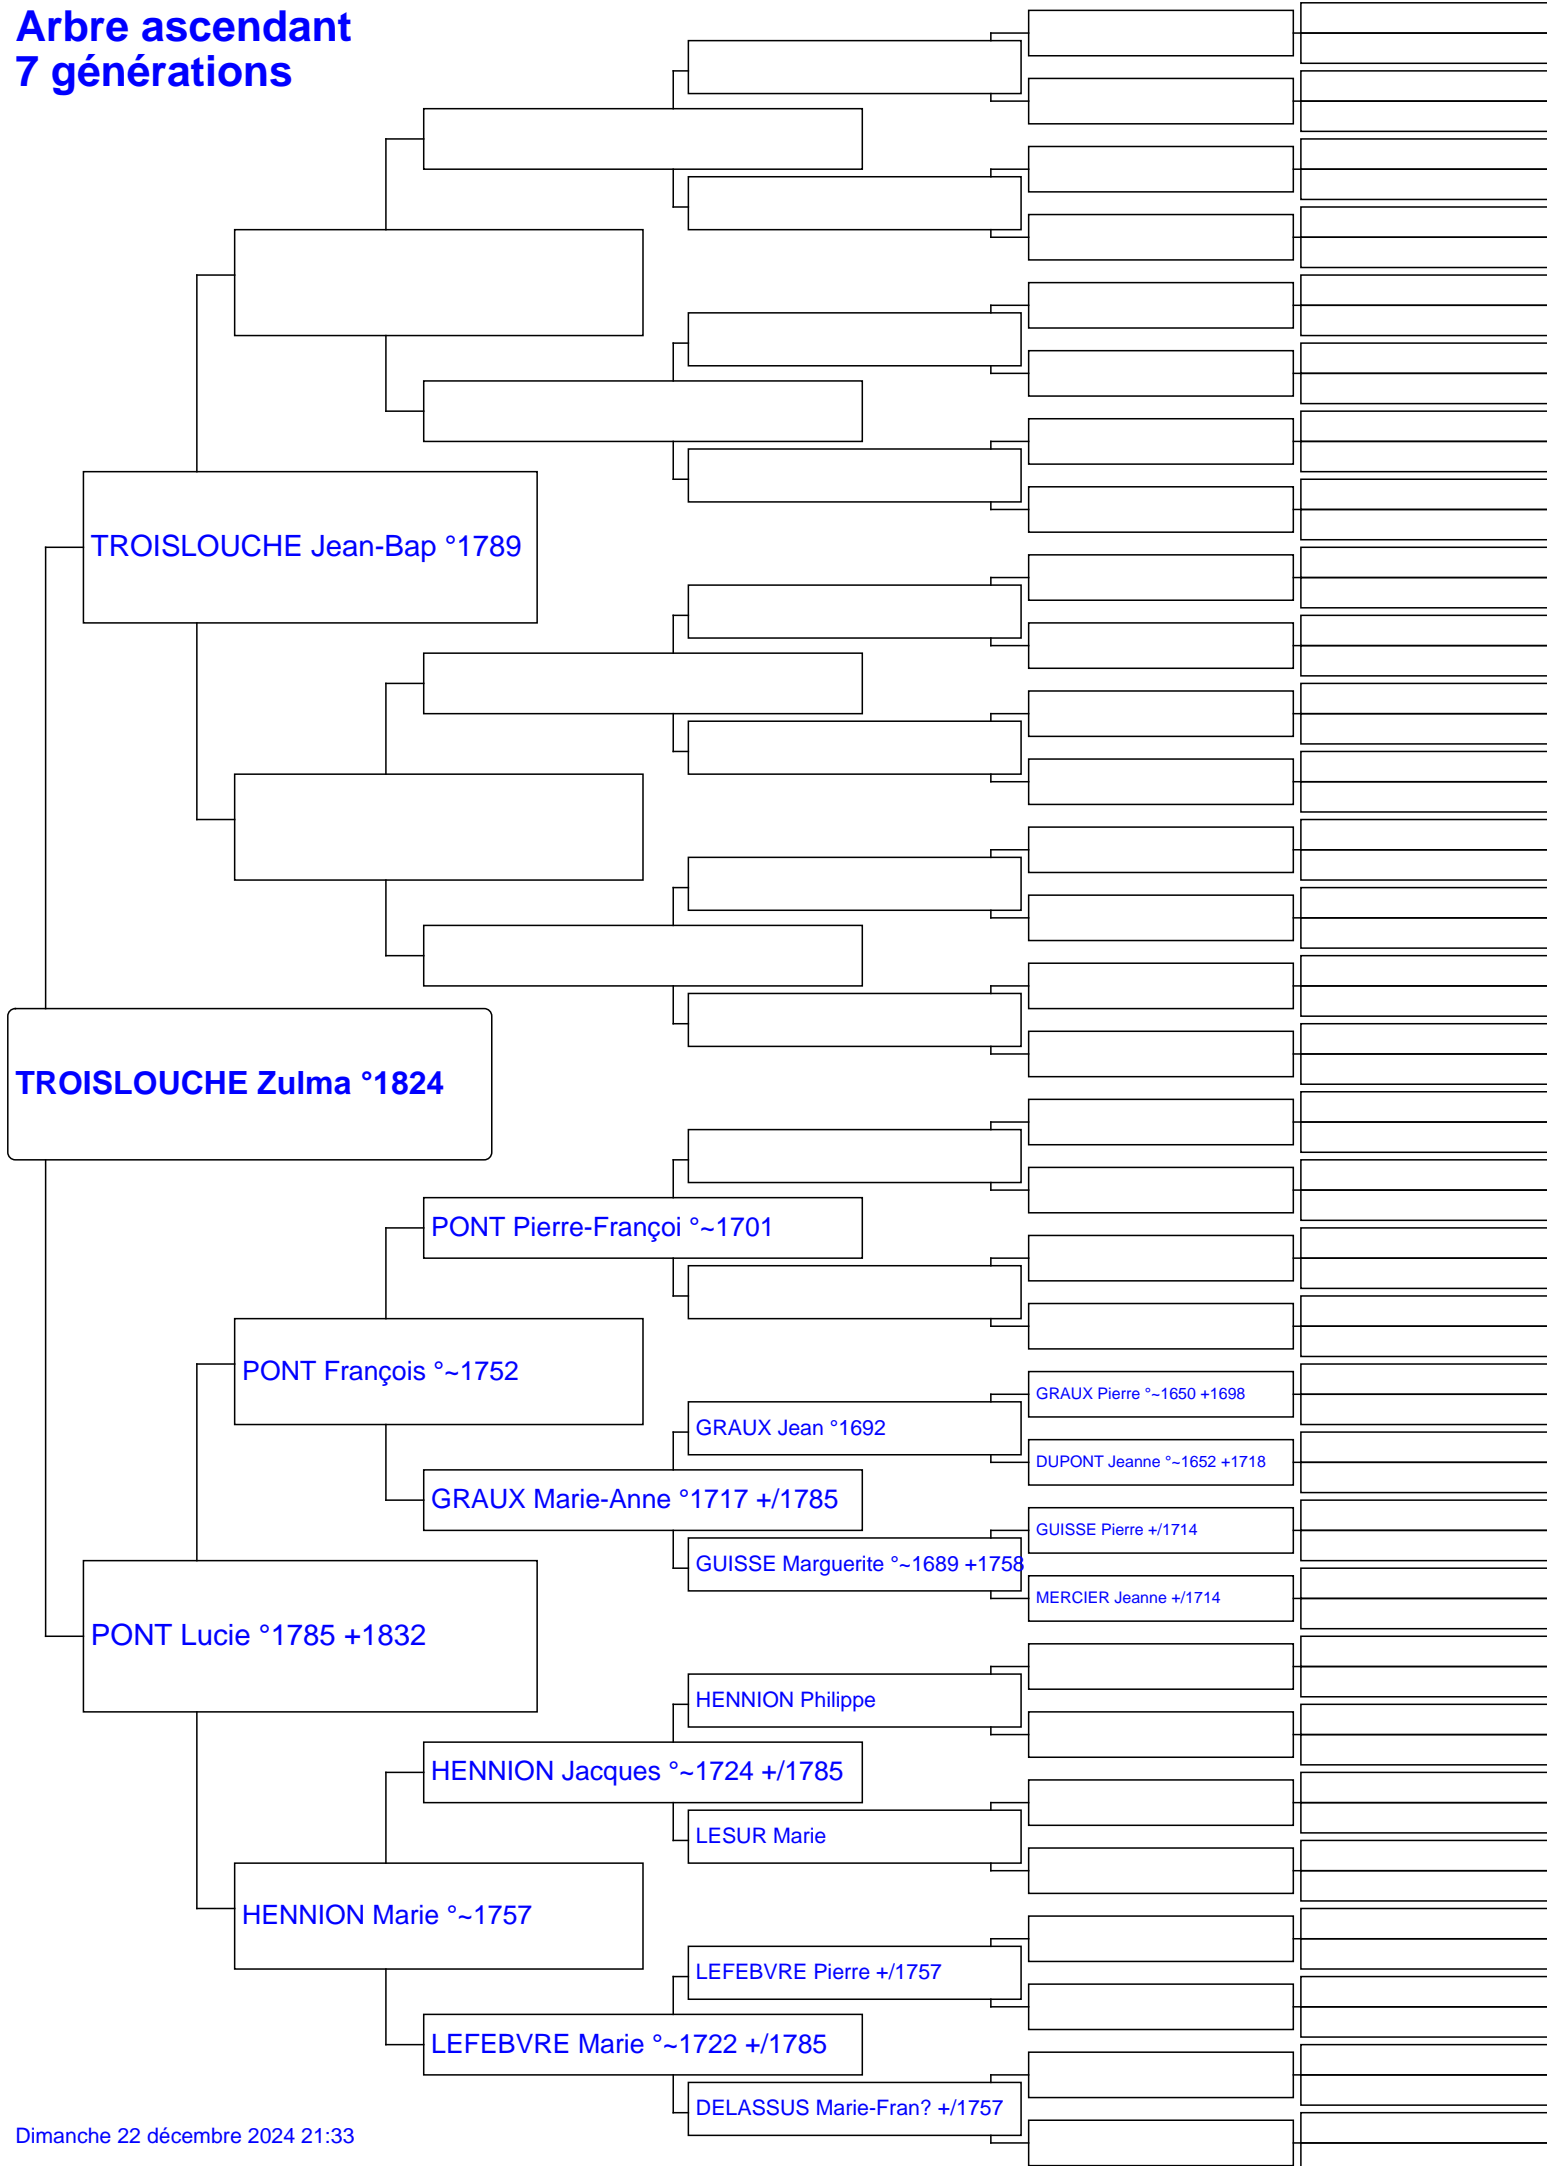 Arbre ascendant
7 générations
TROISLOUCHE Jean-Bap °1789
TROISLOUCHE Zulma °1824
PONT Pierre-Françoi °~1701
PONT François °~1752
GRAUX Pierre °~1650 +1698
GRAUX Jean °1692
DUPONT Jeanne °~1652 +1718
GRAUX Marie-Anne °1717 +/1785
GUISSE Pierre +/1714
GUISSE Marguerite °~1689 +1758
MERCIER Jeanne +/1714
PONT Lucie °1785 +1832
HENNION Philippe
HENNION Jacques °~1724 +/1785
LESUR Marie
HENNION Marie °~1757
LEFEBVRE Pierre +/1757
LEFEBVRE Marie °~1722 +/1785
DELASSUS Marie-Fran? +/1757
Dimanche 22 décembre 2024 21:33